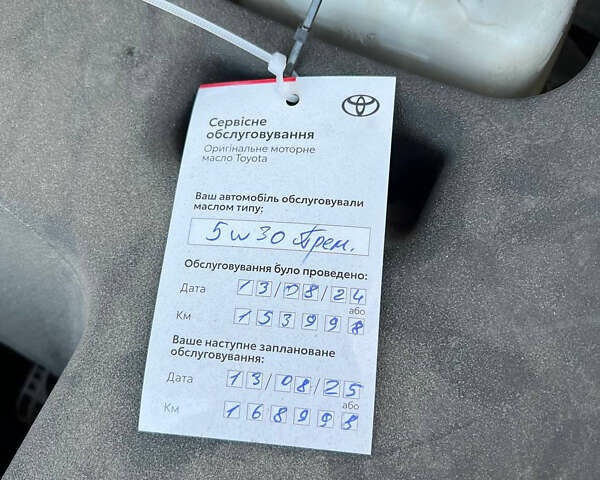 Сервісне
обслуговування
Оригінальне моторне
масло Toyota
Ваш автомобіль обслуговували
маслом типу:
5w30 Прем.
Обслуговування було проведено:
Дата 13/08/24
або
Км 153998
Ваше наступне заплановане
обслуговування:
Дата 13/08/25
або
Км 168998